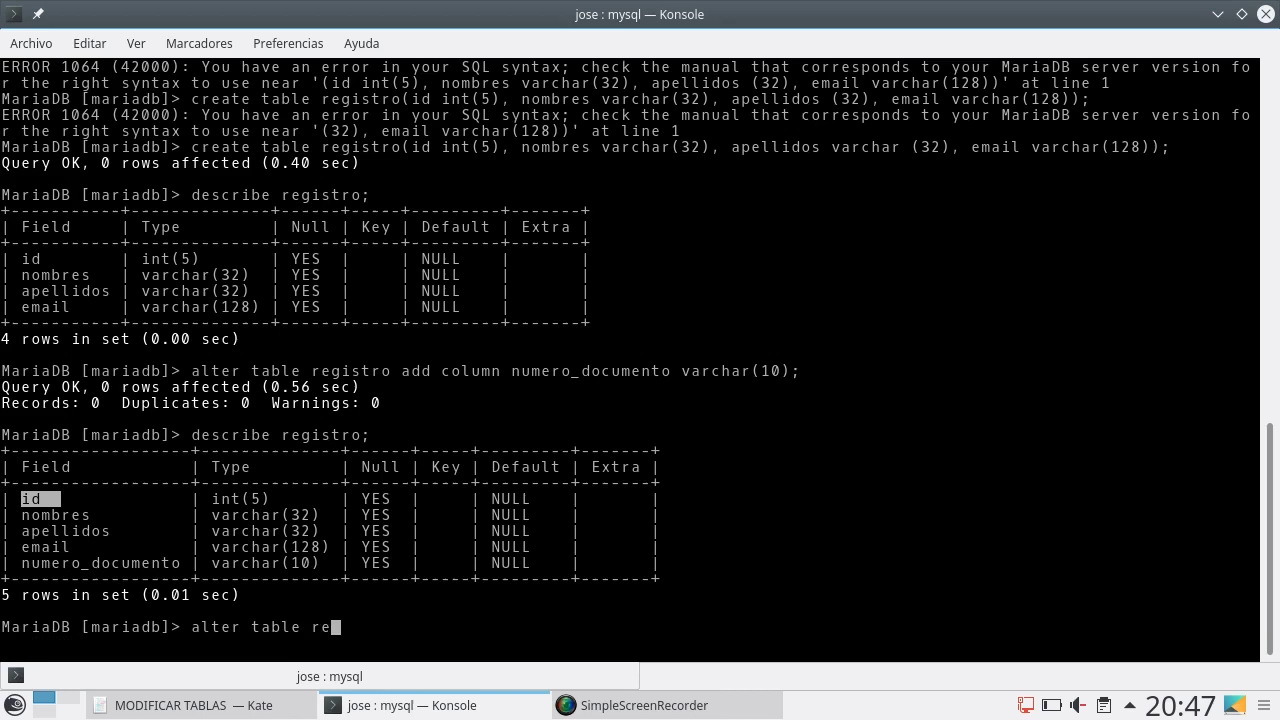 jose : mysql — Konsole
Archivo Editar Ver Marcadores Preferencias Ayuda
ERROR 1064 (42000): You have an error in your SQL syntax; check the manual that corresponds to your MariaDB server version fo
r the right syntax to use near '(id int(5), nombres varchar(32), apellidos (32), email varchar(128))' at line 1
MariaDB [mariadb]> create table registro(id int(5), nombres varchar(32), apellidos (32), email varchar(128));
ERROR 1064 (42000): You have an error in your SQL syntax; check the manual that corresponds to your MariaDB server version fo
r the right syntax to use near '(32), email varchar(128))' at line 1
MariaDB [mariadb]> create table registro(id int(5), nombres varchar(32), apellidos varchar (32), email varchar(128));
Query OK, 0 rows affected (0.40 sec)
MariaDB [mariadb]> describe registro;
+-----------+--------------+------+-----+---------+-------+
| Field     | Type         | Null | Key | Default | Extra |
+-----------+--------------+------+-----+---------+-------+
| id        | int(5)       | YES  |     | NULL    |       |
| nombres   | varchar(32)  | YES  |     | NULL    |       |
| apellidos | varchar(32)  | YES  |     | NULL    |       |
| email     | varchar(128) | YES  |     | NULL    |       |
+-----------+--------------+------+-----+---------+-------+
4 rows in set (0.00 sec)
MariaDB [mariadb]> alter table registro add column numero_documento varchar(10);
Query OK, 0 rows affected (0.56 sec)
Records: 0  Duplicates: 0  Warnings: 0
MariaDB [mariadb]> describe registro;
+------------------+--------------+------+-----+---------+-------+
| Field            | Type         | Null | Key | Default | Extra |
+------------------+--------------+------+-----+---------+-------+
| id               | int(5)       | YES  |     | NULL    |       |
| nombres          | varchar(32)  | YES  |     | NULL    |       |
| apellidos        | varchar(32)  | YES  |     | NULL    |       |
| email            | varchar(128) | YES  |     | NULL    |       |
| numero_documento | varchar(10)  | YES  |     | NULL    |       |
+------------------+--------------+------+-----+---------+-------+
5 rows in set (0.01 sec)
MariaDB [mariadb]> alter table re
jose : mysql
MODIFICAR TABLAS — Kate jose : mysql — Konsole SimpleScreenRecorder 20:47